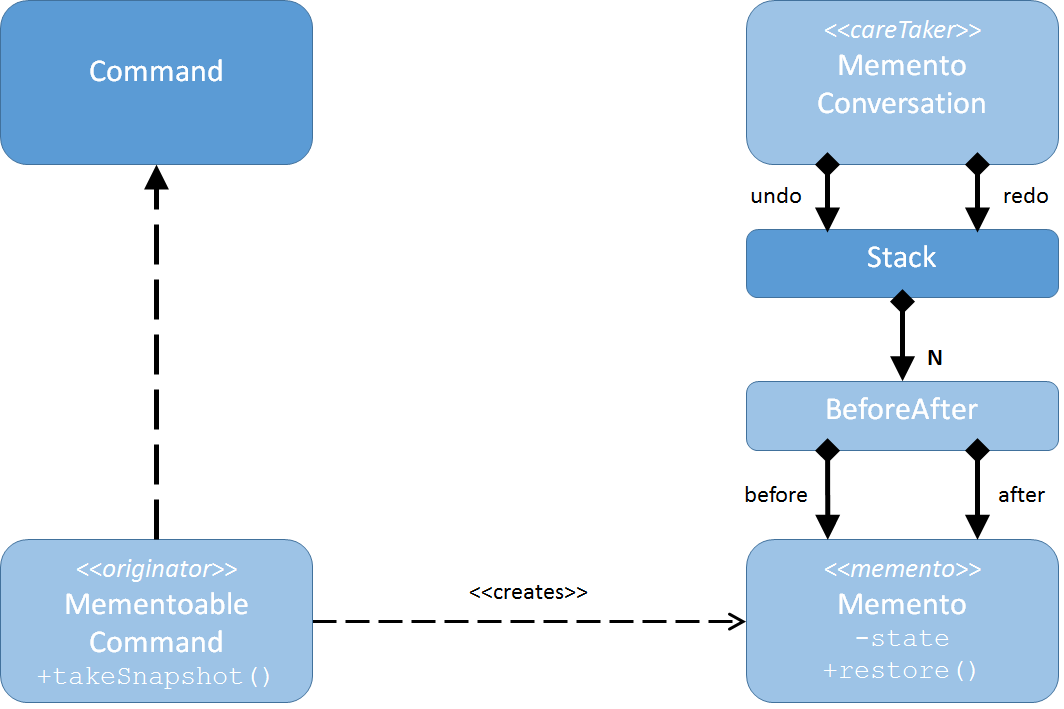 Command
<<careTaker>>
Memento
Conversation
undo
redo
Stack
N
BeforeAfter
before
after
<<originator>>
Mementoable
Command
+takeSnapshot()
<<creates>>
<<memento>>
Memento
-state
+restore()